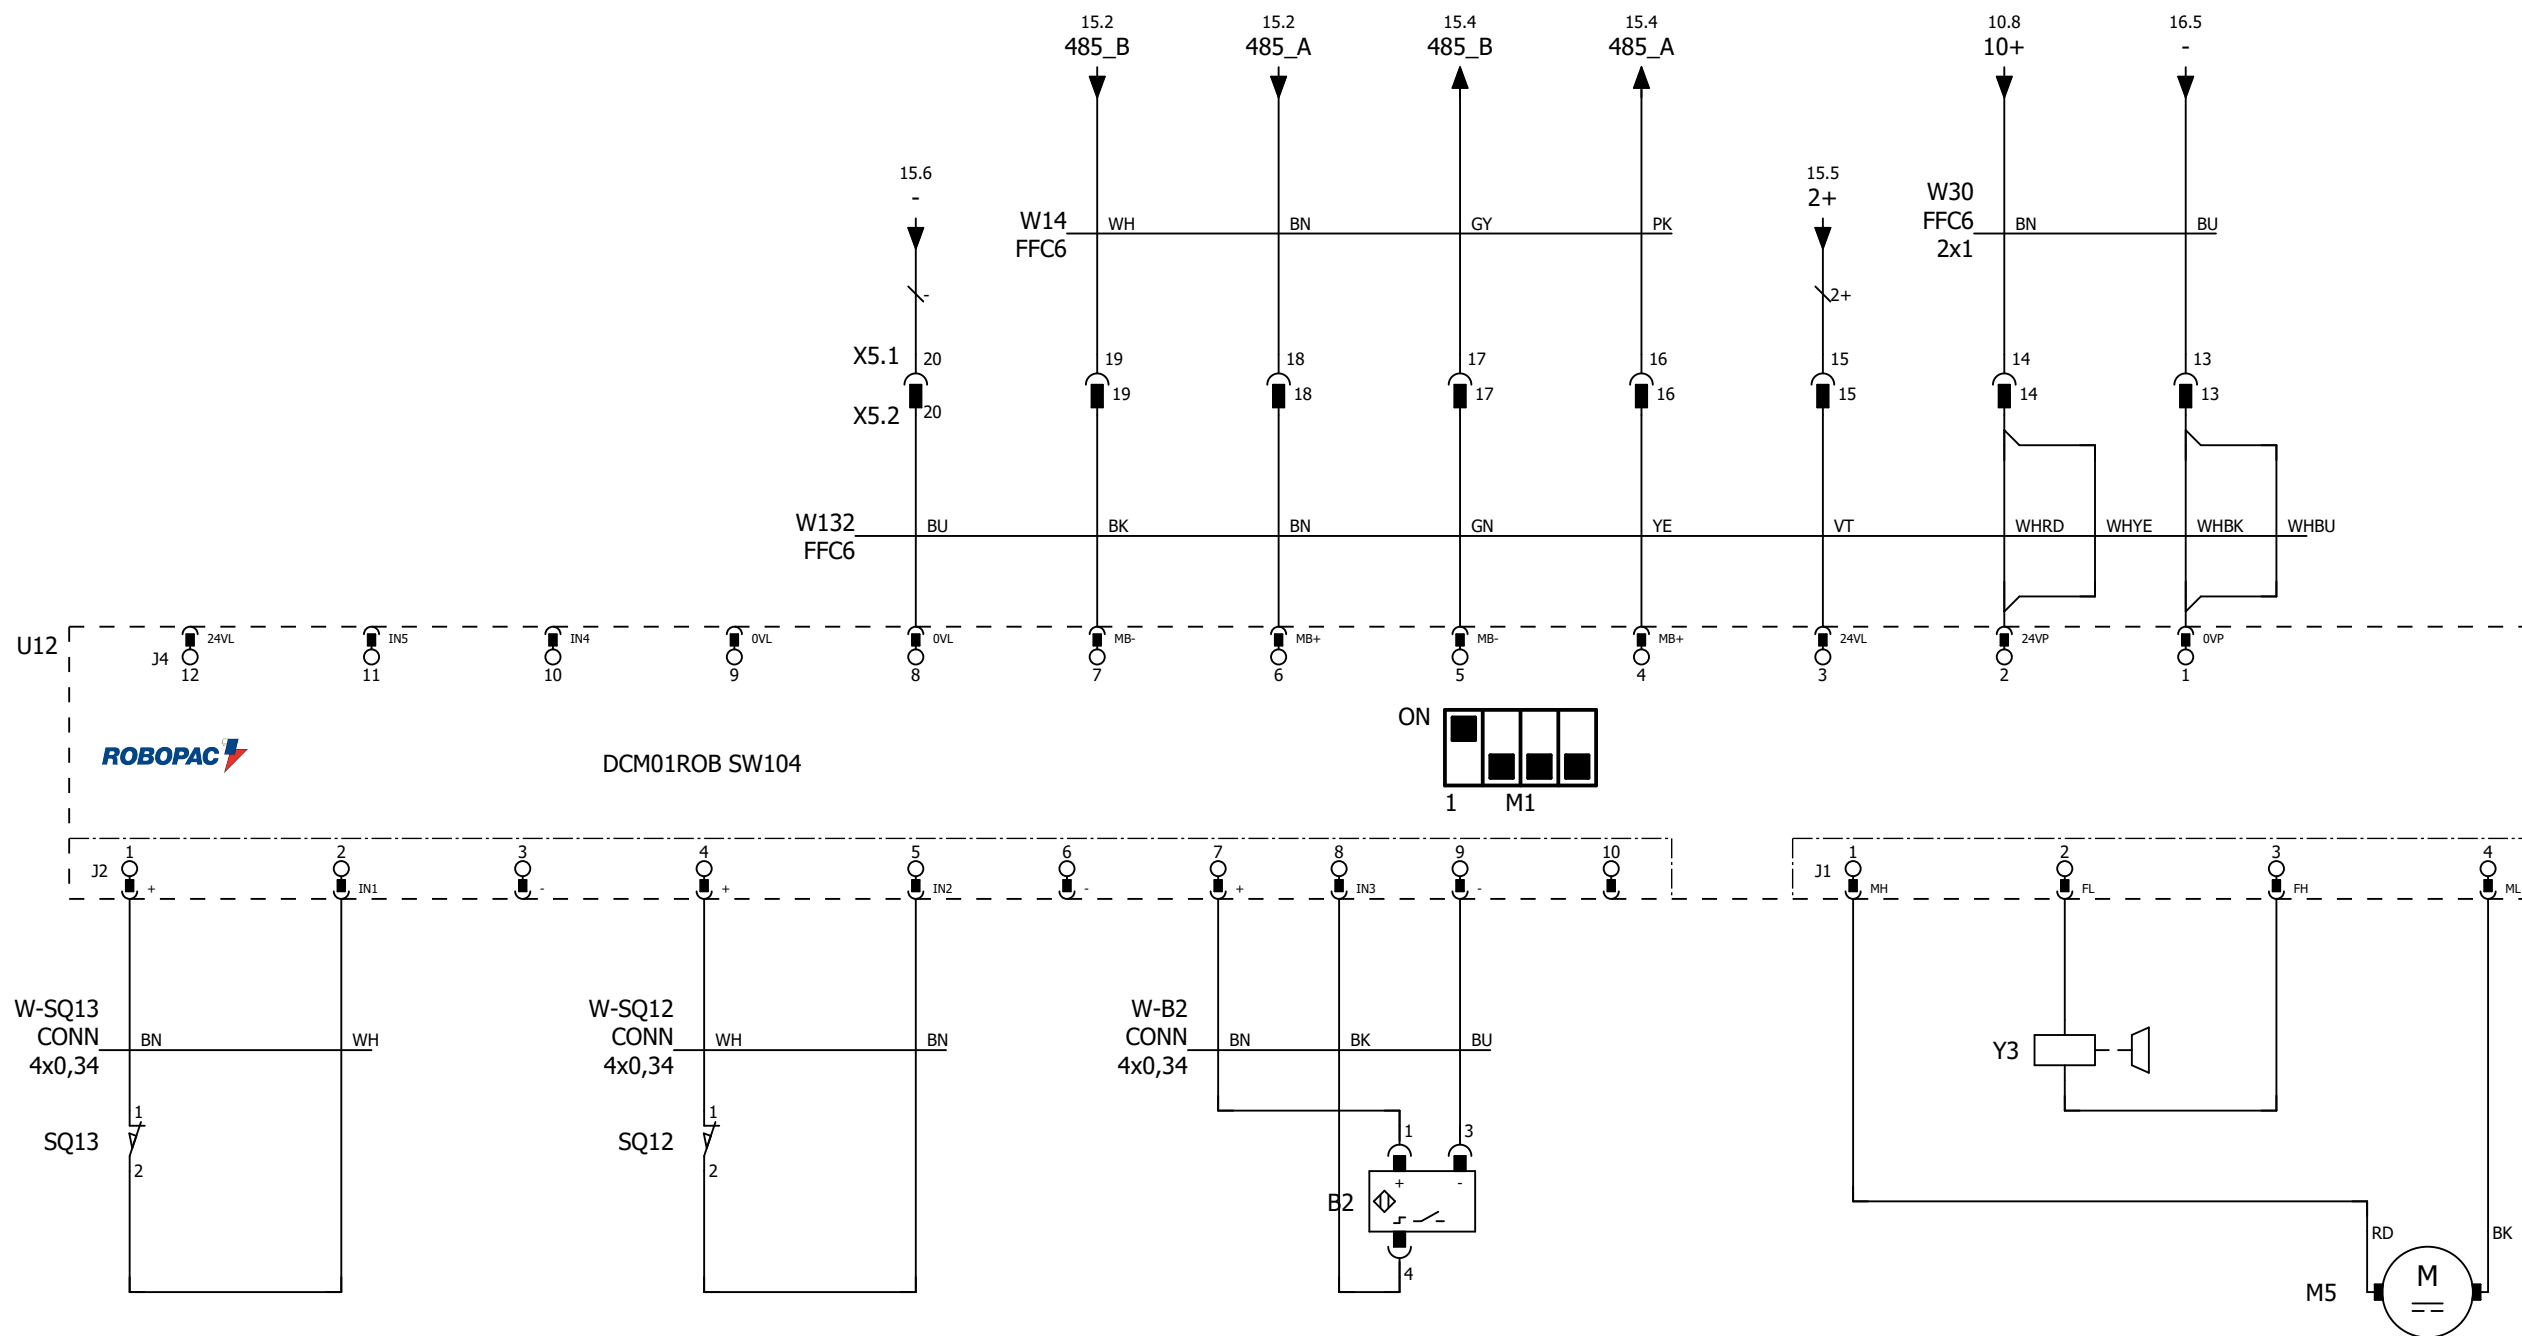 15.2 15.2 15.4 15.4 10.8 16.5
485_B 485_A 485_B 485_A 10+ -
15.6 15.5
- 2+
W14 WH BN GY PK
FFC6
W30 BN BU
FFC6
2x1
- 2+
X5.1 20 19 18 17 16 15 14 13
X5.2 20 19 18 17 16 15 14 13
W132 BU BK BN GN YE VT WHRD WHYE WHBK WHBU
FFC6
U12
24VL IN5 IN4 0VL 0VL MB- MB+ MB- MB+ 24VL 24VP 0VP
J4
12 11 10 9 8 7 6 5 4 3 2 1
ON
ROBOPAC
DCM01ROB SW104
1 M1
J2 1 2 3 4 5 6 7 8 9 10
+ IN1 - + IN2 - + IN3 -
J1 1 2 3 4
MH FL FH ML
W-SQ13
CONN
4x0,34
BN WH
W-SQ12
CONN
4x0,34
WH BN
W-B2
CONN
4x0,34
BN BK BU
Y3
1
SQ13
2
1
SQ12
2
1 3
+ -
B2
4
RD BK
M
M5